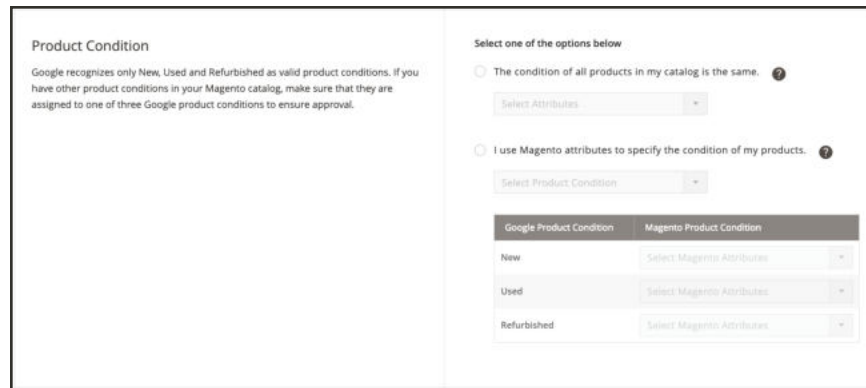 Product Condition
Google recognizes only New, Used and Refurbished as valid product conditions. If you
have other product conditions in your Magento catalog, make sure that they are
assigned to one of three Google product conditions to ensure approval.
Select one of the options below
The condition of all products in my catalog is the same. ?
Select Attributes
I use Magento attributes to specify the condition of my products. ?
Select Product Condition
Google Product Condition Magento Product Condition
New Select Magento Attributes
Used Select Magento Attributes
Refurbished Select Magento Attributes